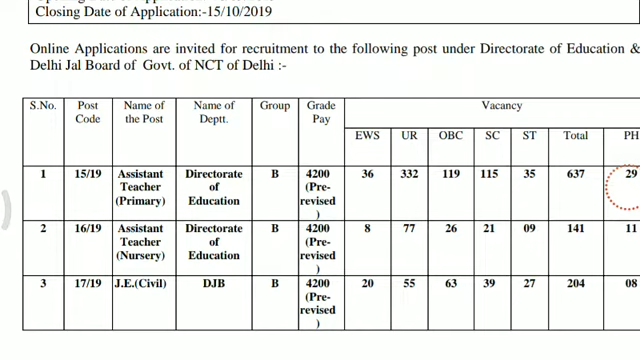 Closing Date of Application:-15/10/2019
Online Applications are invited for recruitment to the following post under Directorate of Education &
Delhi Jal Board of Govt. of NCT of Delhi :-
S.No. Post Code Name of the Post Name of Deptt. Group Grade Pay Vacancy
EWS UR OBC SC ST Total PH
1 15/19 Assistant Teacher (Primary) Directorate of Education B 4200 (Pre-revised) 36 332 119 115 35 637 29
2 16/19 Assistant Teacher (Nursery) Directorate of Education B 4200 (Pre-revised) 8 77 26 21 09 141 11
3 17/19 J.E.(Civil) DJB B 4200 (Pre-revised) 20 55 63 39 27 204 08